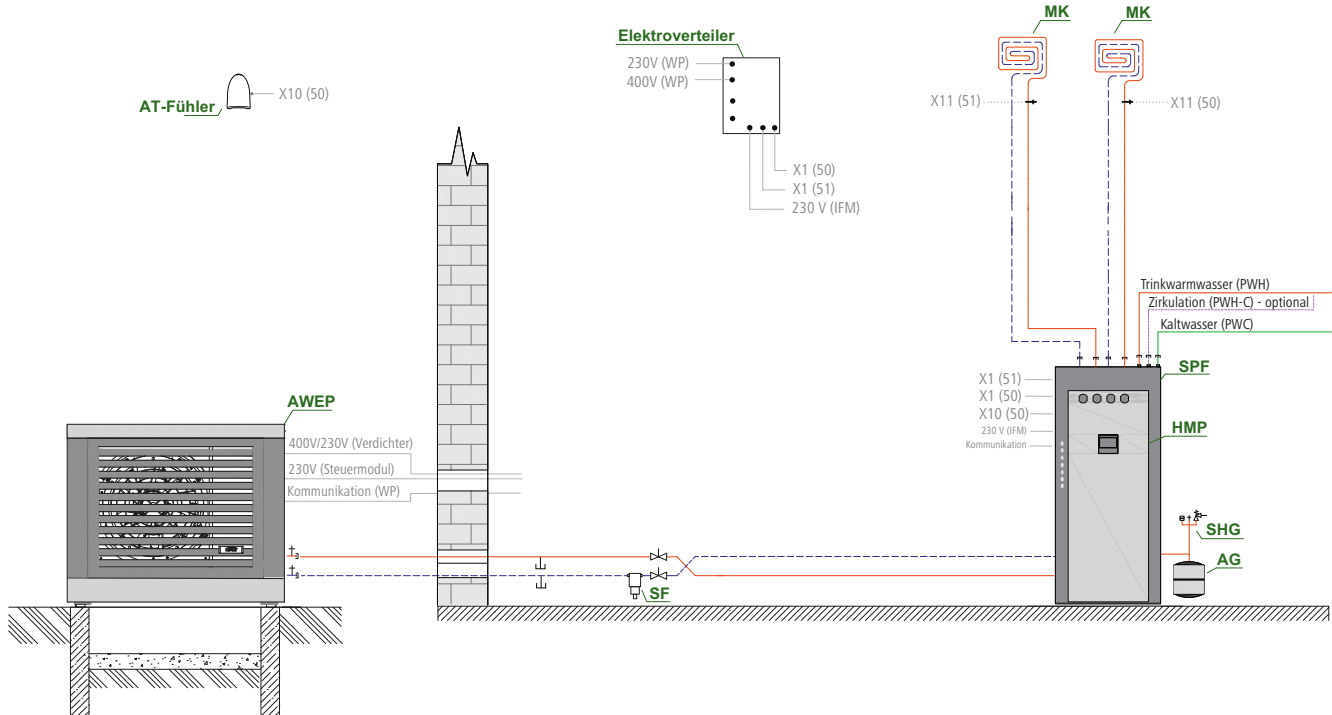 MK
MK
Elektroverteiler
230V (WP)
400V (WP)
X10 (50)
AT-Fühler
X11 (51)
X11 (50)
X1 (50)
X1 (51)
230 V (IFM)
Trinkwarmwasser (PWH)
Zirkulation (PWH-C) - optional
Kaltwasser (PWC)
SPF
X1 (51)
X1 (50)
X10 (50)
230 V (IFM)
Kommunikation
HMP
AWEP
400V/230V (Verdichter)
230V (Steuermodul)
Kommunikation (WP)
SHG
AG
SF